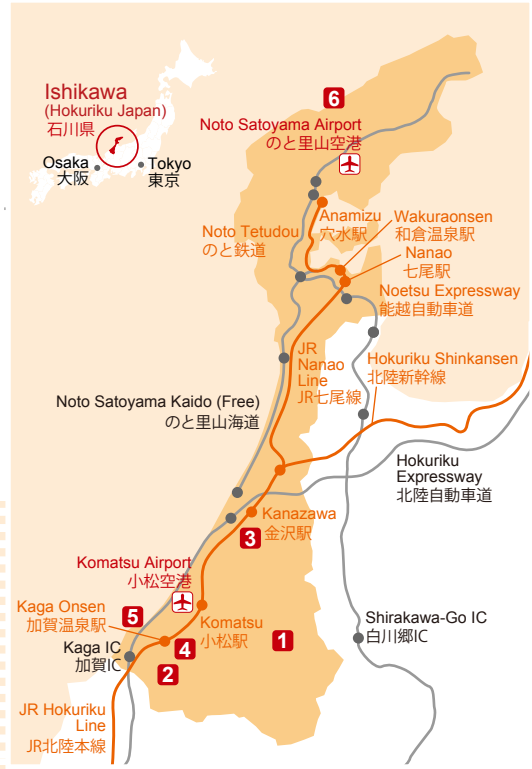 Ishikawa
(Hokuriku Japan)
石川県
Osaka
大阪
Tokyo
東京
6
Noto Satoyama Airport
のと里山空港
Noto Tetudou
のと鉄道
Anamizu
穴水駅
Wakuraonsen
和倉温泉駅
Nanao
七尾駅
Noetsu Expressway
能越自動車道
JR
Nanao
Line
JR七尾線
Hokuriku Shinkansen
北陸新幹線
Noto Satoyama Kaido (Free)
のと里山海道
Hokuriku
Expressway
北陸自動車道
Kanazawa
金沢駅
3
Komatsu Airport
小松空港
5
Kaga Onsen
加賀温泉駅
Komatsu
小松駅
1
Shirakawa-Go IC
白川郷IC
Kaga IC
加賀IC
4
2
JR Hokuriku
Line
JR北陸本線